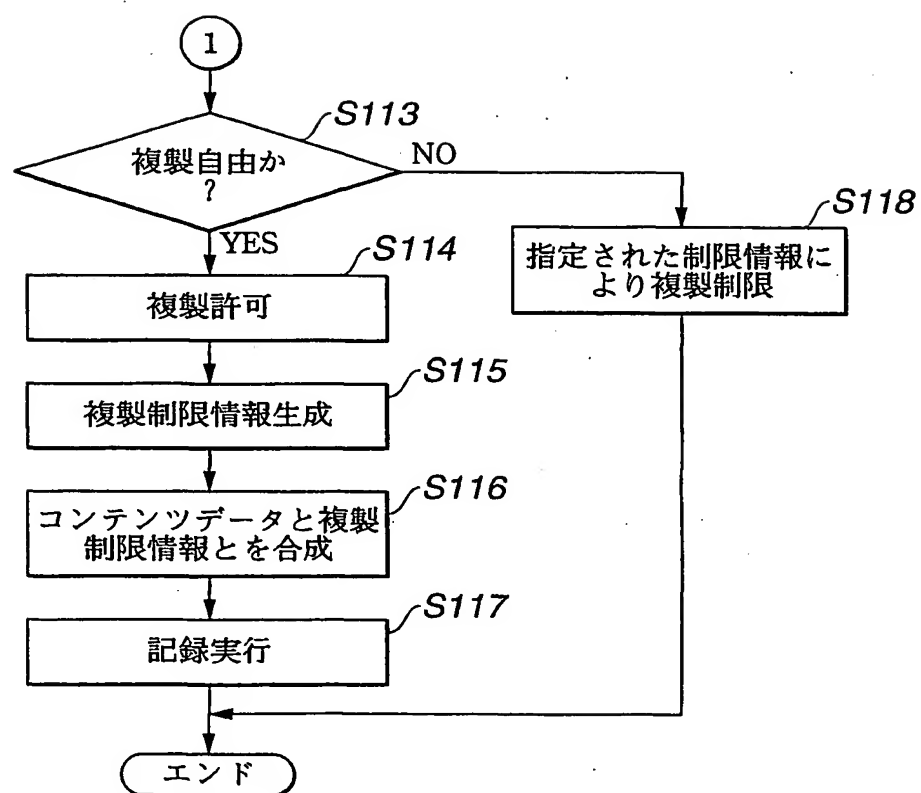 1
S113
複製自由か
?
NO
YES
S118
指定された制限情報に
より複製制限
S114
複製許可
S115
複製制限情報生成
S116
コンテンツデータと複製
制限情報とを合成
S117
記録実行
エンド